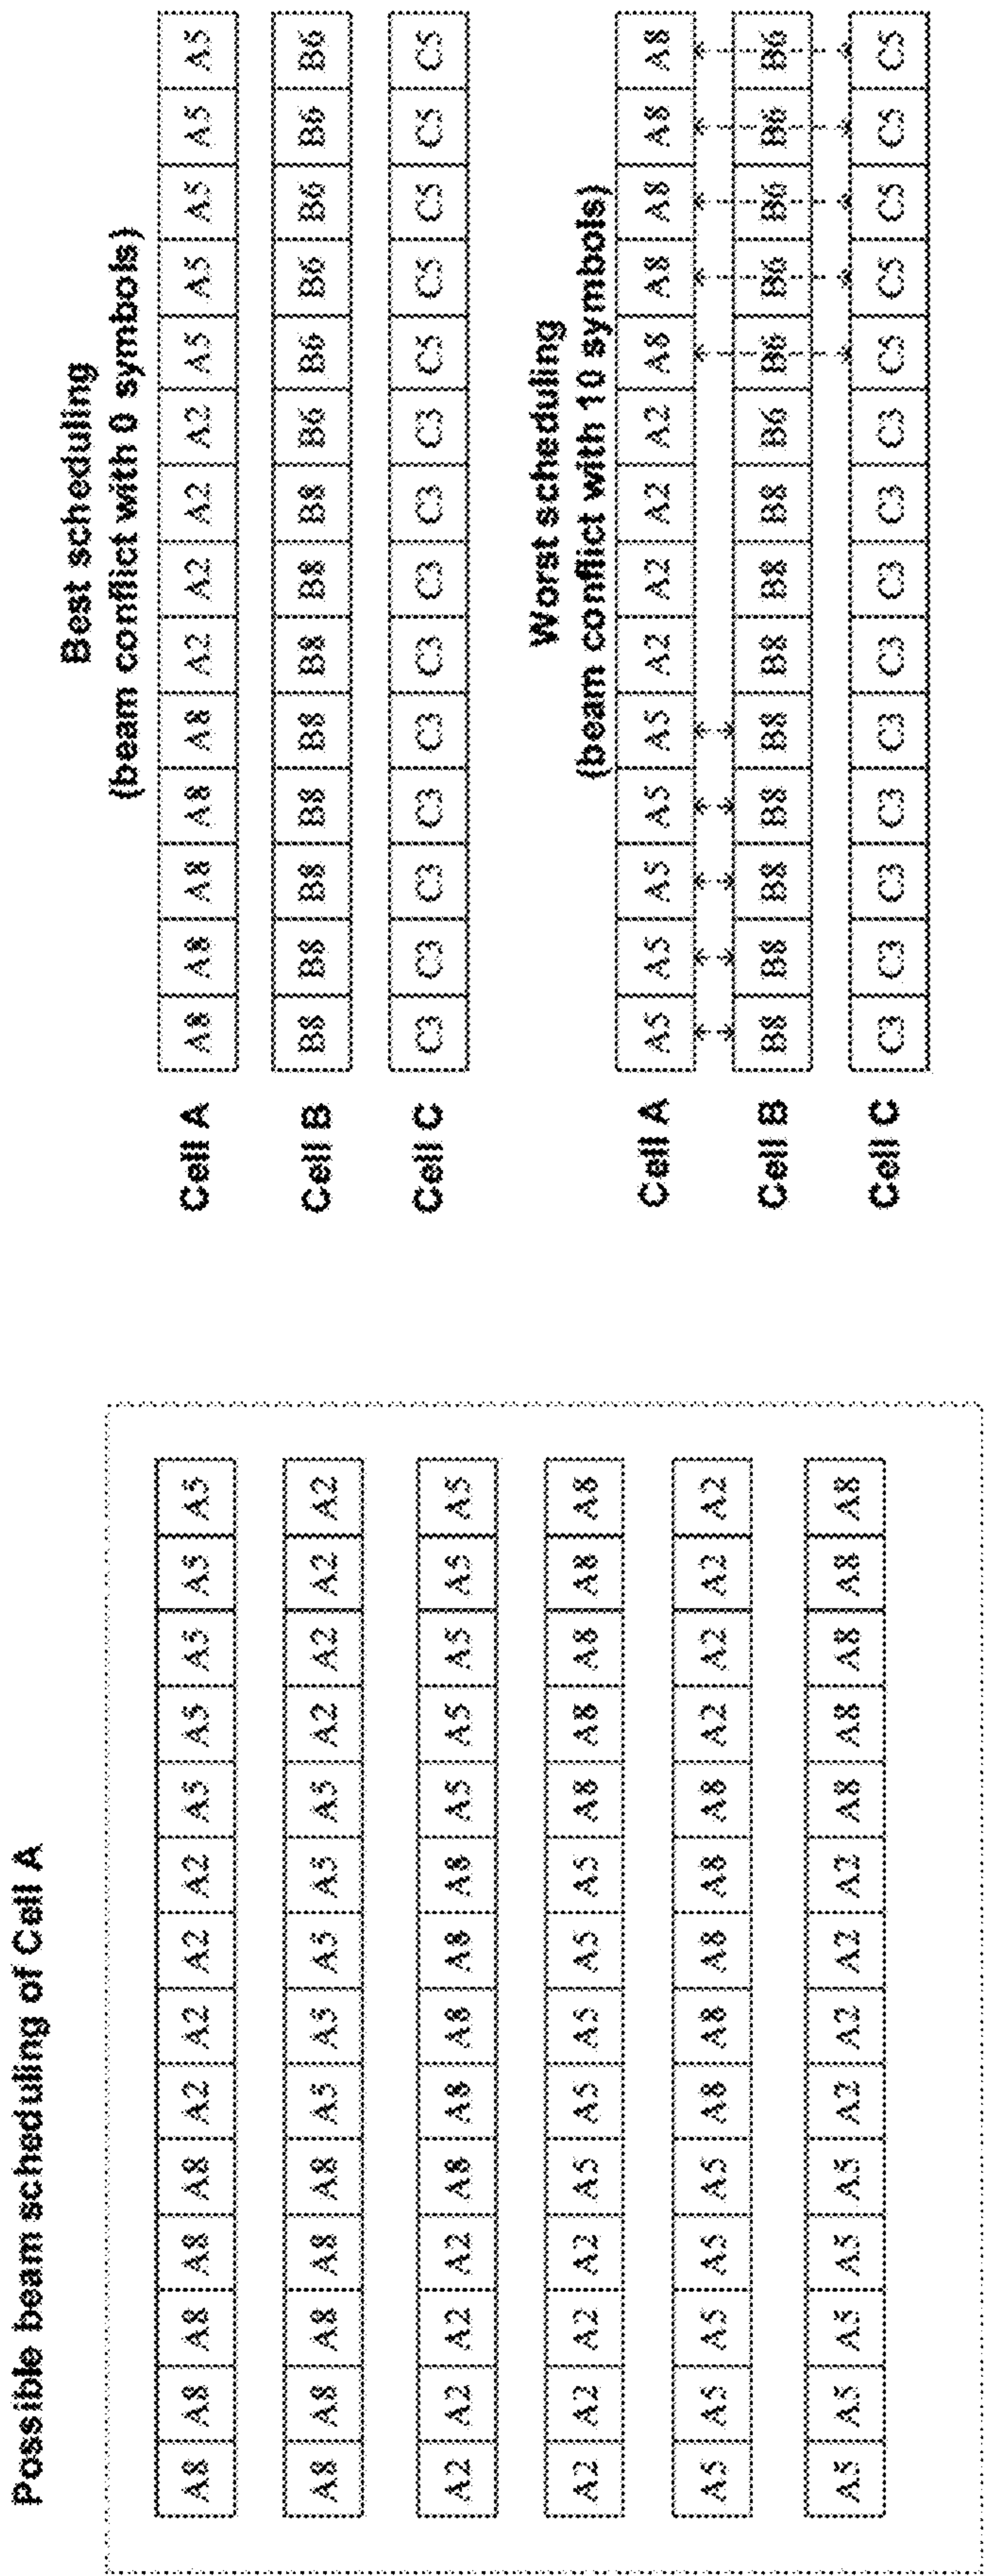 Possible beam scheduling of Cell A
A8 A8 A8 A8 A8 A2 A2 A2 A2 A5 A5 A5 A5 A5
A8 A8 A8 A8 A8 A5 A5 A5 A5 A5 A2 A2 A2 A2
A2 A2 A2 A2 A8 A8 A8 A8 A8 A5 A5 A5 A5 A5
A2 A2 A2 A2 A5 A5 A5 A5 A5 A8 A8 A8 A8 A8
A5 A5 A5 A5 A5 A8 A8 A8 A8 A8 A2 A2 A2 A2
A5 A5 A5 A5 A5 A2 A2 A2 A2 A8 A8 A8 A8 A8
Best scheduling
(beam conflict with 0 symbols)
Cell A A8 A8 A8 A8 A8 A2 A2 A2 A2 A5 A5 A5 A5 A5
Cell B B8 B8 B8 B8 B8 B8 B8 B8 B6 B6 B6 B6 B6 B6
Cell C C3 C3 C3 C3 C3 C3 C3 C3 C3 C5 C5 C5 C5 C5
Worst scheduling
(beam conflict with 10 symbols)
Cell A A5 A5 A5 A5 A5 A2 A2 A2 A2 A8 A8 A8 A8 A8
Cell B B8 B8 B8 B8 B8 B8 B8 B8 B6 B6 B6 B6 B6 B6
Cell C C3 C3 C3 C3 C3 C3 C3 C3 C3 C5 C5 C5 C5 C5